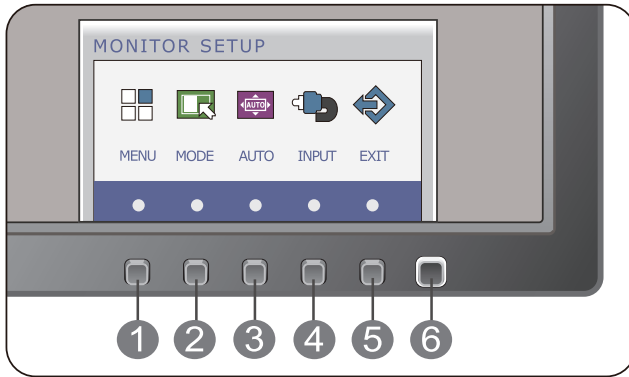 MONITOR SETUP
AUTO
MENU MODE AUTO INPUT EXIT
1 2 3 4 5 6